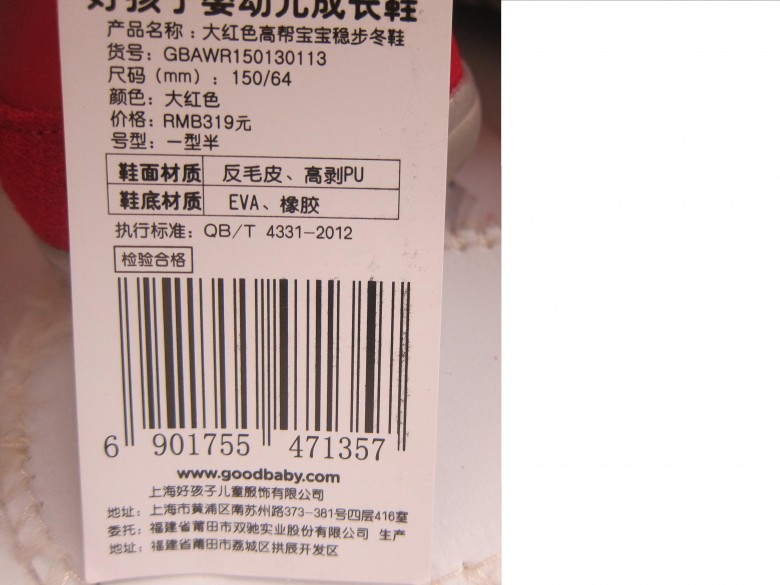 好孩子婴幼儿成长鞋
产品名称：大红色高帮宝宝稳步冬鞋
货号：GBAWR150130113
尺码（mm）：150/64
颜色：大红色
价格：RMB319元
号型：一型半
鞋面材质 反毛皮、高剥PU
鞋底材质 EVA、橡胶
执行标准：QB/T 4331-2012
检验合格
6 901755 471357
www.goodbaby.com
上海好孩子儿童服饰有限公司
地址：上海市黄浦区南苏州路373-381号四层416室
委托：福建省莆田市双驰实业股份有限公司 生产
地址：福建省莆田市荔城区拱辰开发区